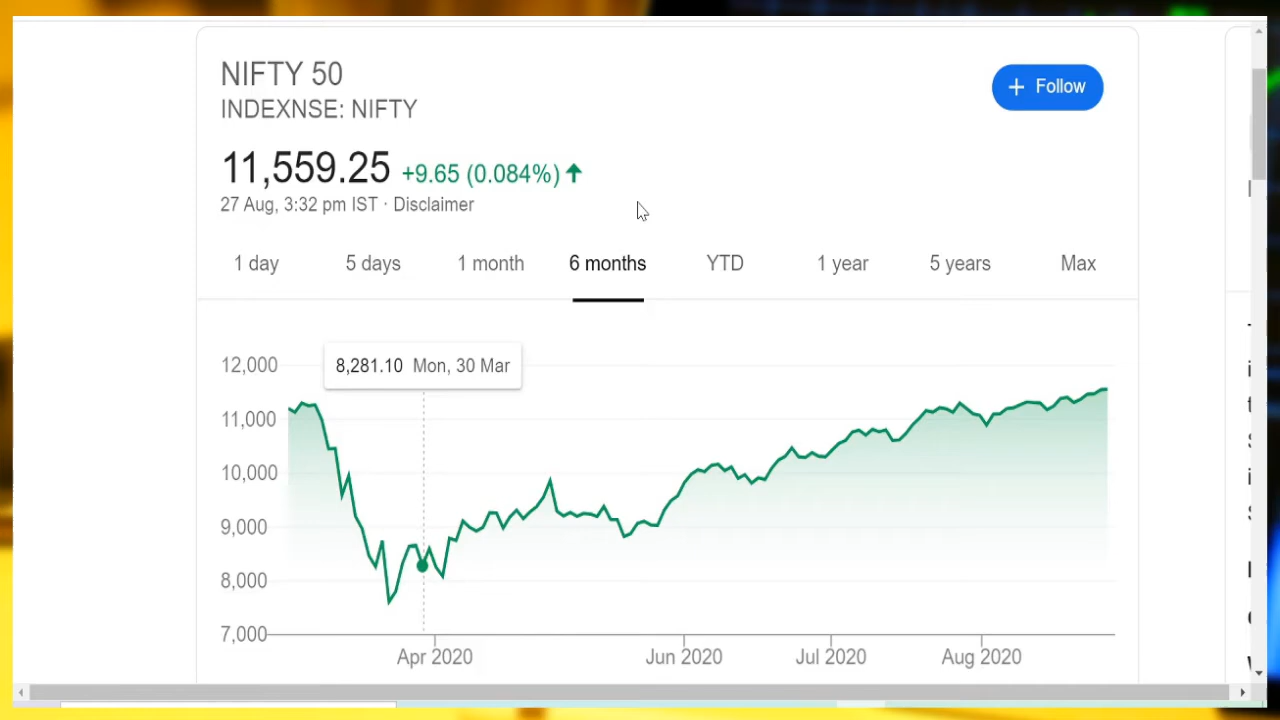 NIFTY 50
INDEXNSE: NIFTY
+ Follow
11,559.25 +9.65 (0.084%)
27 Aug, 3:32 pm IST · Disclaimer
1 day 5 days 1 month 6 months YTD 1 year 5 years Max
8,281.10 Mon, 30 Mar
12,000
11,000
10,000
9,000
8,000
7,000
Apr 2020 Jun 2020 Jul 2020 Aug 2020